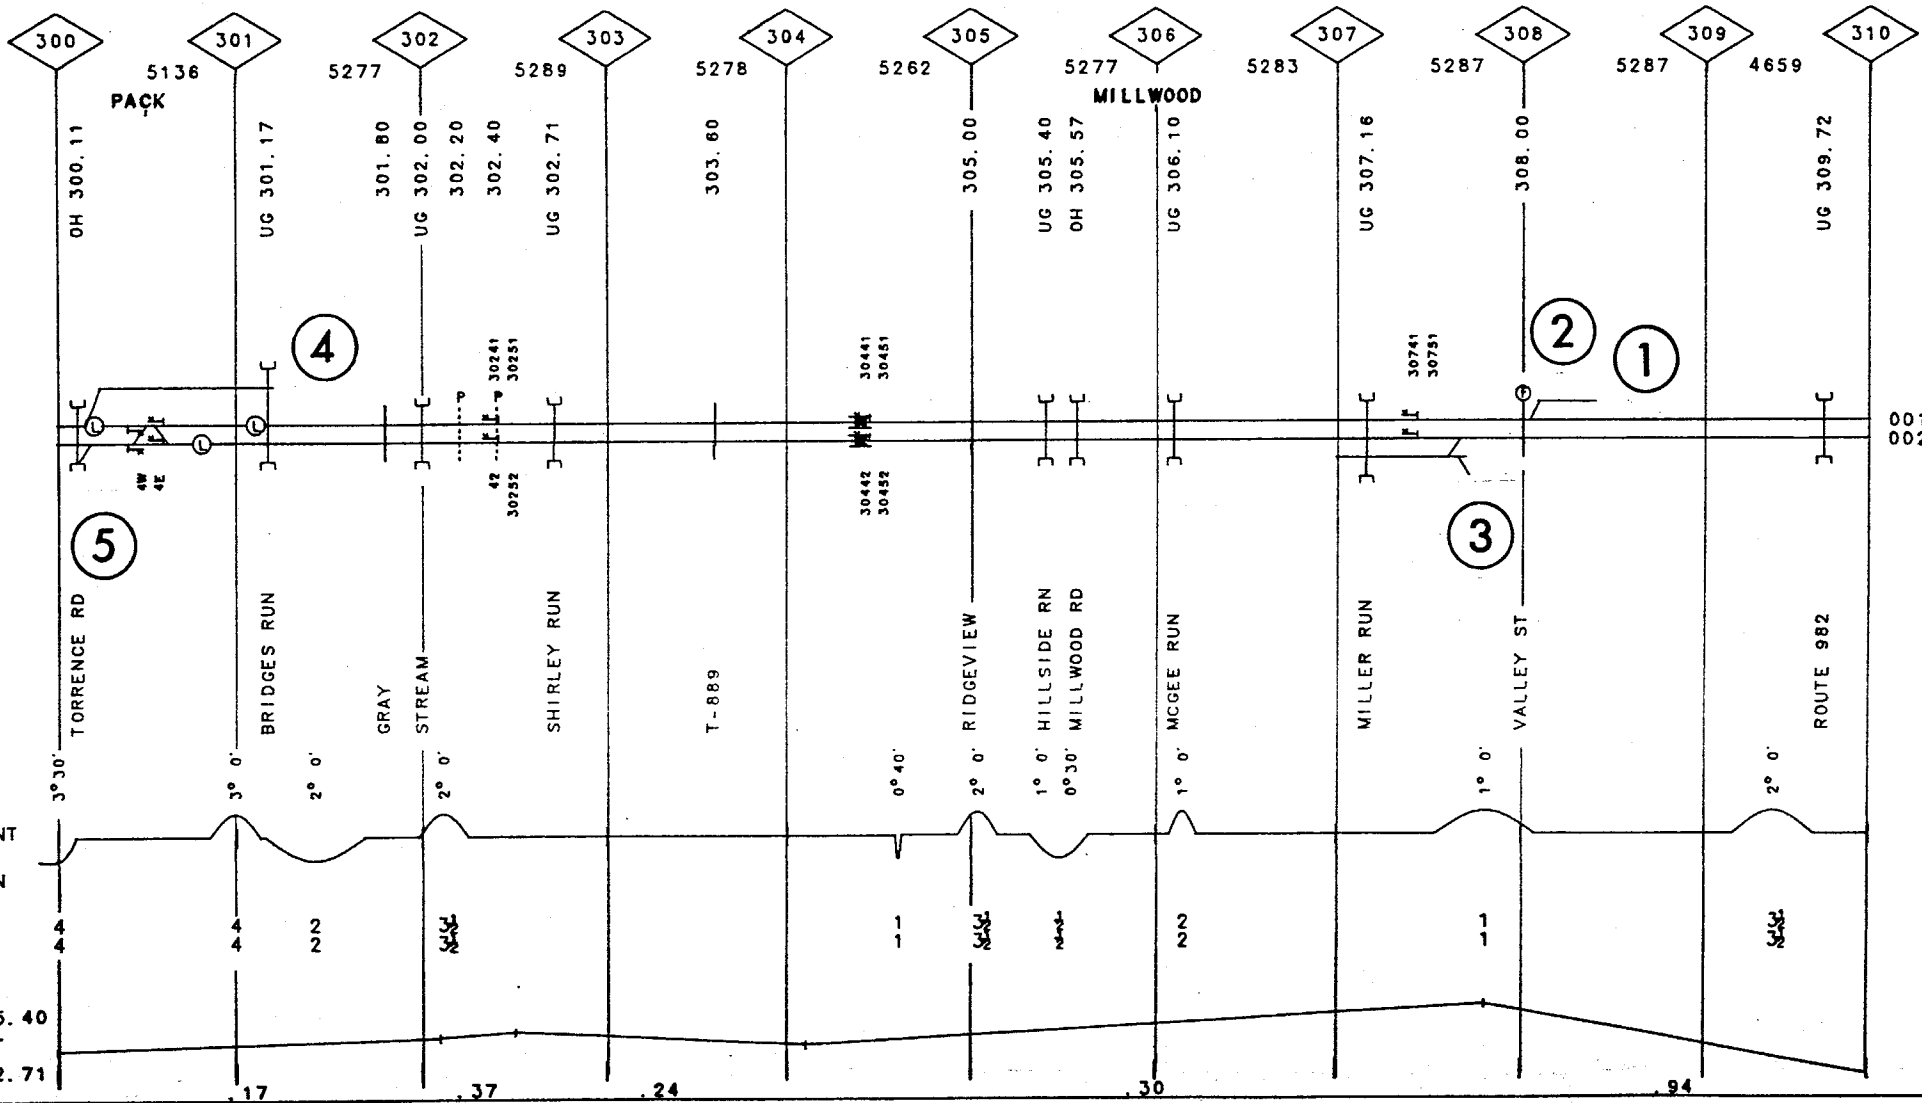 300 301 302 303 304 305 306 307 308 309 310
5136 5277 5289 5278 5262 5277 5283 5287 5287 4659
PACK MILLWOOD
OH 300.11
UG 301.17
301.80
UG 302.00
302.20
302.40
UG 302.71
303.60
305.00
UG 305.40
OH 305.57
UG 306.10
UG 307.16
308.00
UG 309.72
4
2
1
30241
30251
30441
30451
30741
30751
P P
L L L
001
002
4W
4E
42
30252
30442
30452
5
3
TORRENCE RD
BRIDGES RUN
GRAY
STREAM
SHIRLEY RUN
T-889
RIDGEVIEW
HILLSIDE RN
MILLWOOD RD
MCGEE RUN
MILLER RUN
VALLEY ST
ROUTE 982
3°30'
3° 0'
2° 0'
2° 0'
0°40'
2° 0'
1° 0'
0°30'
1° 0'
1° 0'
2° 0'
NT
N
4 4 2 1 2 1
4 4 2 1 2 1
5.40
2.71
.17 .37 .24 .30 .94